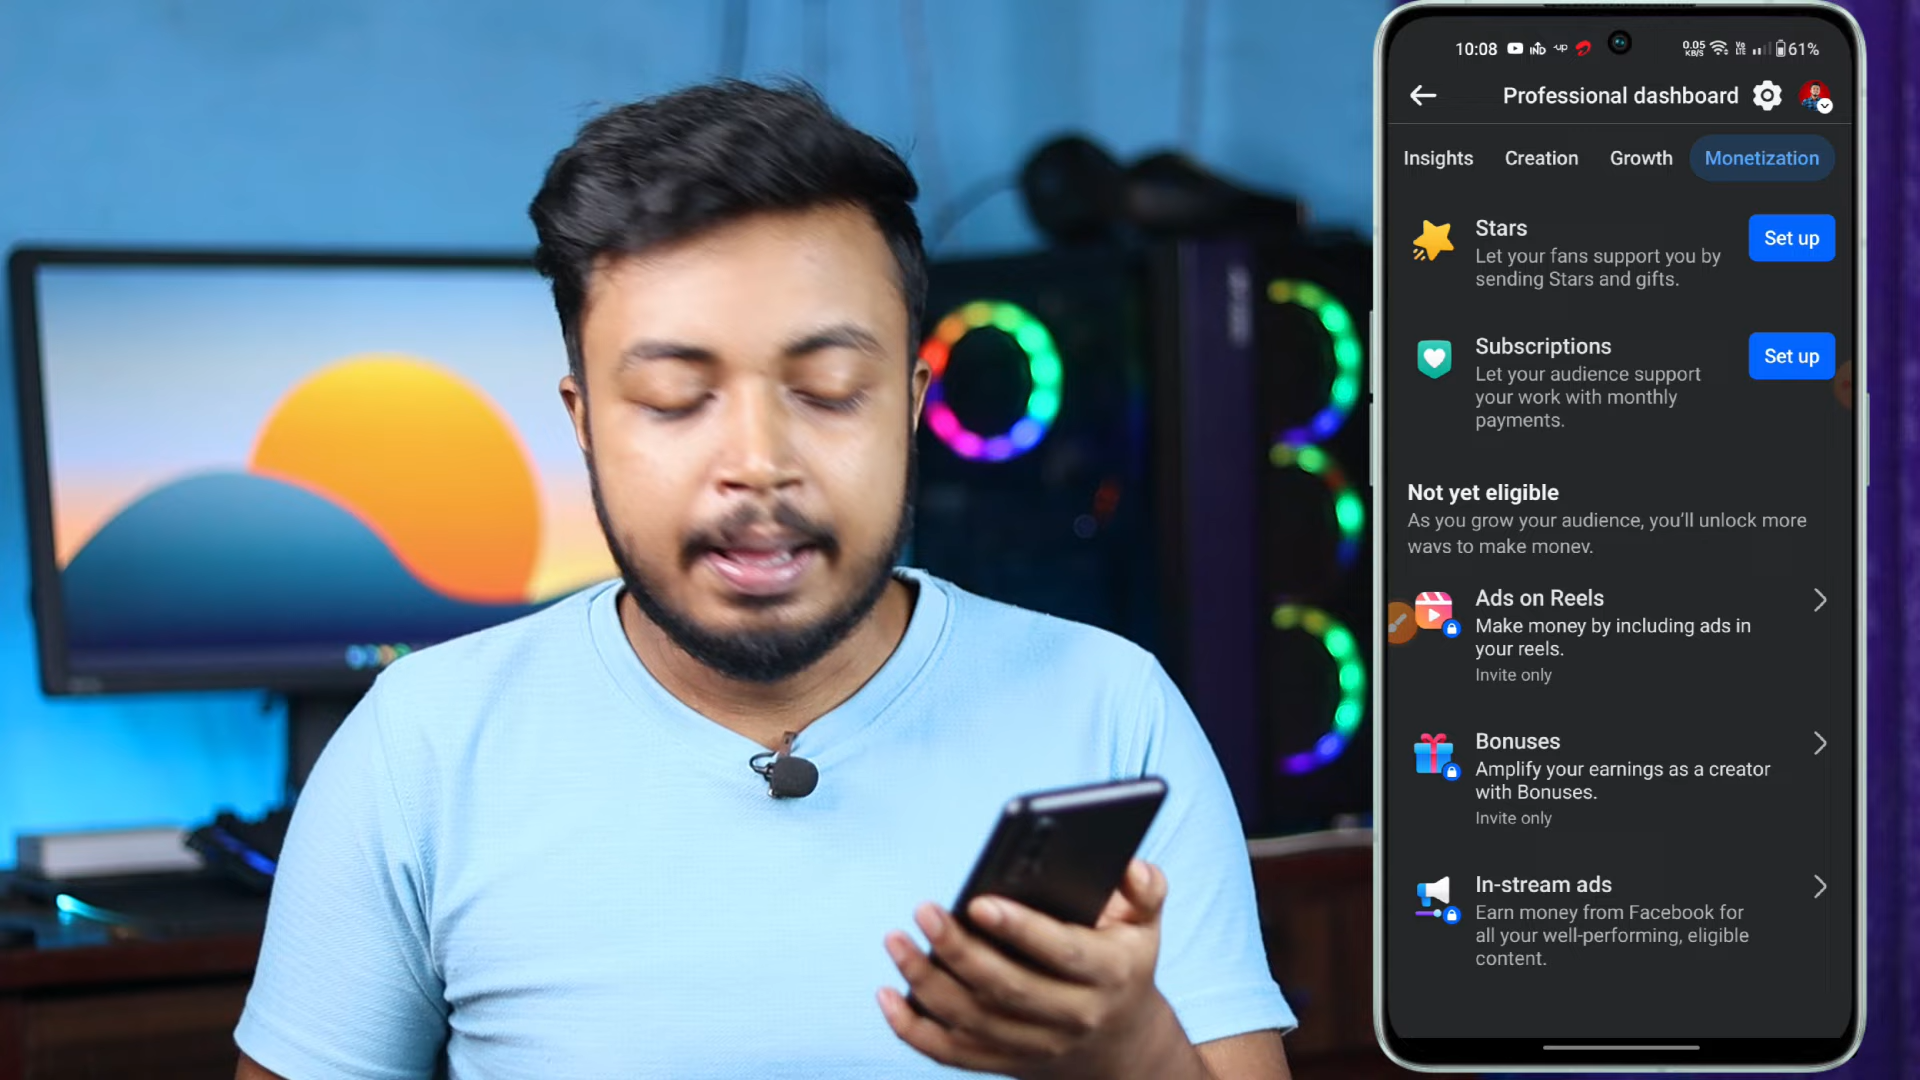 10:08
0.05 KB/S
61%
Professional dashboard
Insights Creation Growth Monetization
Stars
Set up
Let your fans support you by
sending Stars and gifts.
Subscriptions
Set up
Let your audience support
your work with monthly
payments.
Not yet eligible
As you grow your audience, you'll unlock more
ways to make money.
Ads on Reels
Make money by including ads in
your reels.
Invite only
Bonuses
Amplify your earnings as a creator
with Bonuses.
Invite only
In-stream ads
Earn money from Facebook for
all your well-performing, eligible
content.